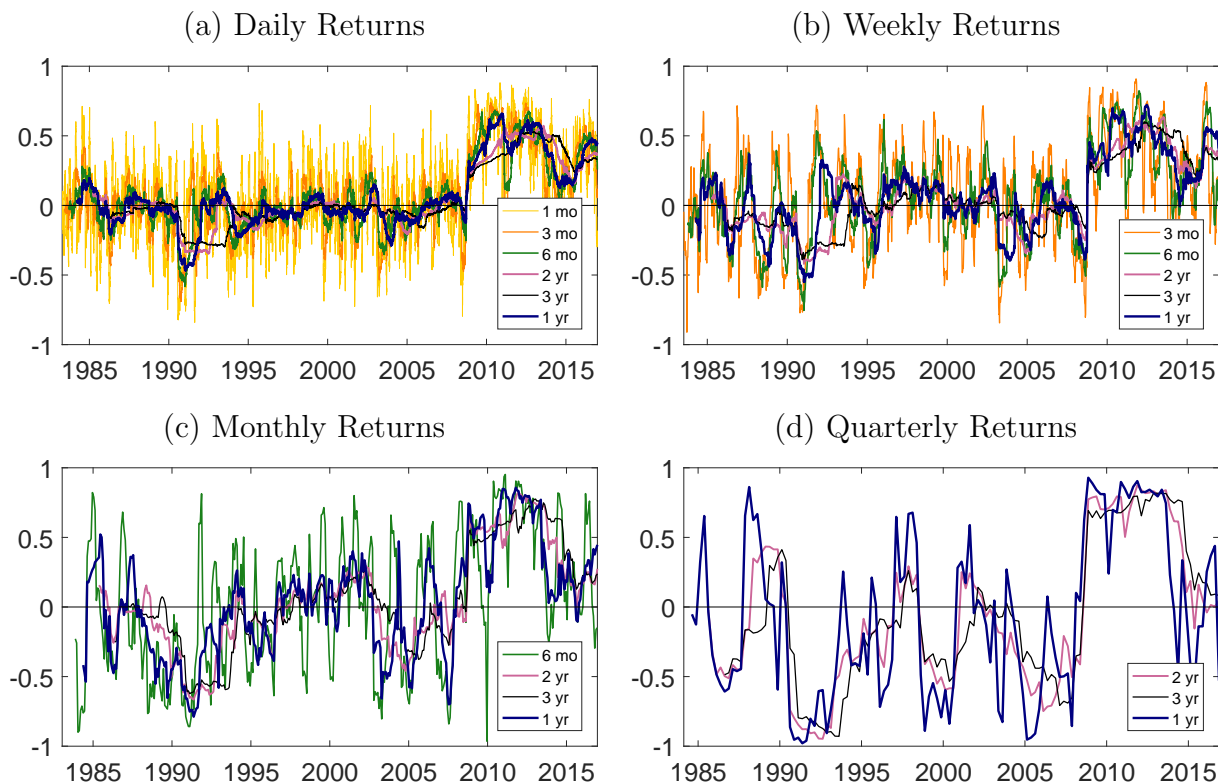 (a) Daily Returns
1
0.5
0
-0.5
-1
1985 1990 1995 2000 2005 2010 2015
1 mo
3 mo
6 mo
2 yr
3 yr
1 yr
(b) Weekly Returns
1
0.5
0
-0.5
-1
1985 1990 1995 2000 2005 2010 2015
3 mo
6 mo
2 yr
3 yr
1 yr
(c) Monthly Returns
1
0.5
0
-0.5
-1
1985 1990 1995 2000 2005 2010 2015
6 mo
2 yr
3 yr
1 yr
(d) Quarterly Returns
1
0.5
0
-0.5
-1
1985 1990 1995 2000 2005 2010 2015
2 yr
3 yr
1 yr